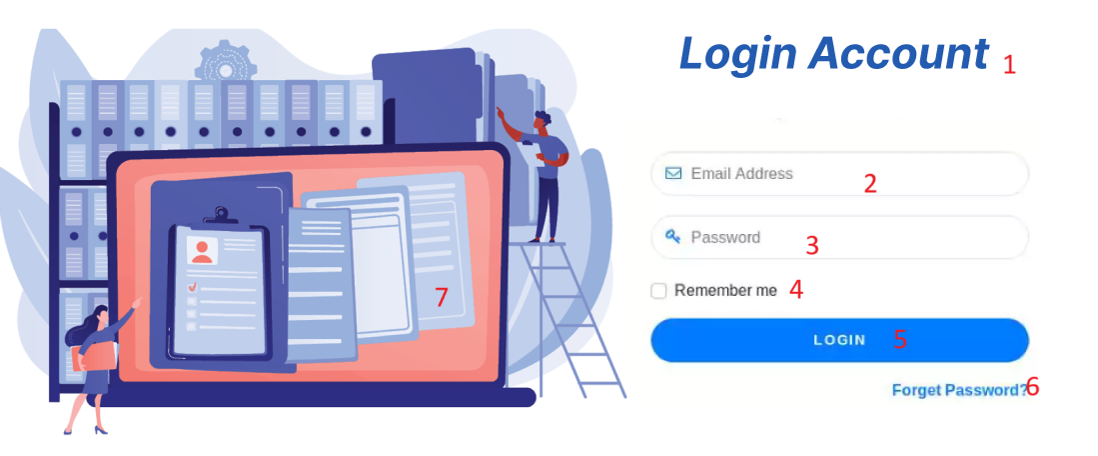 Login Account 1
Email Address 2
Password 3
Remember me 4
7
LOGIN 5
Forget Password?6